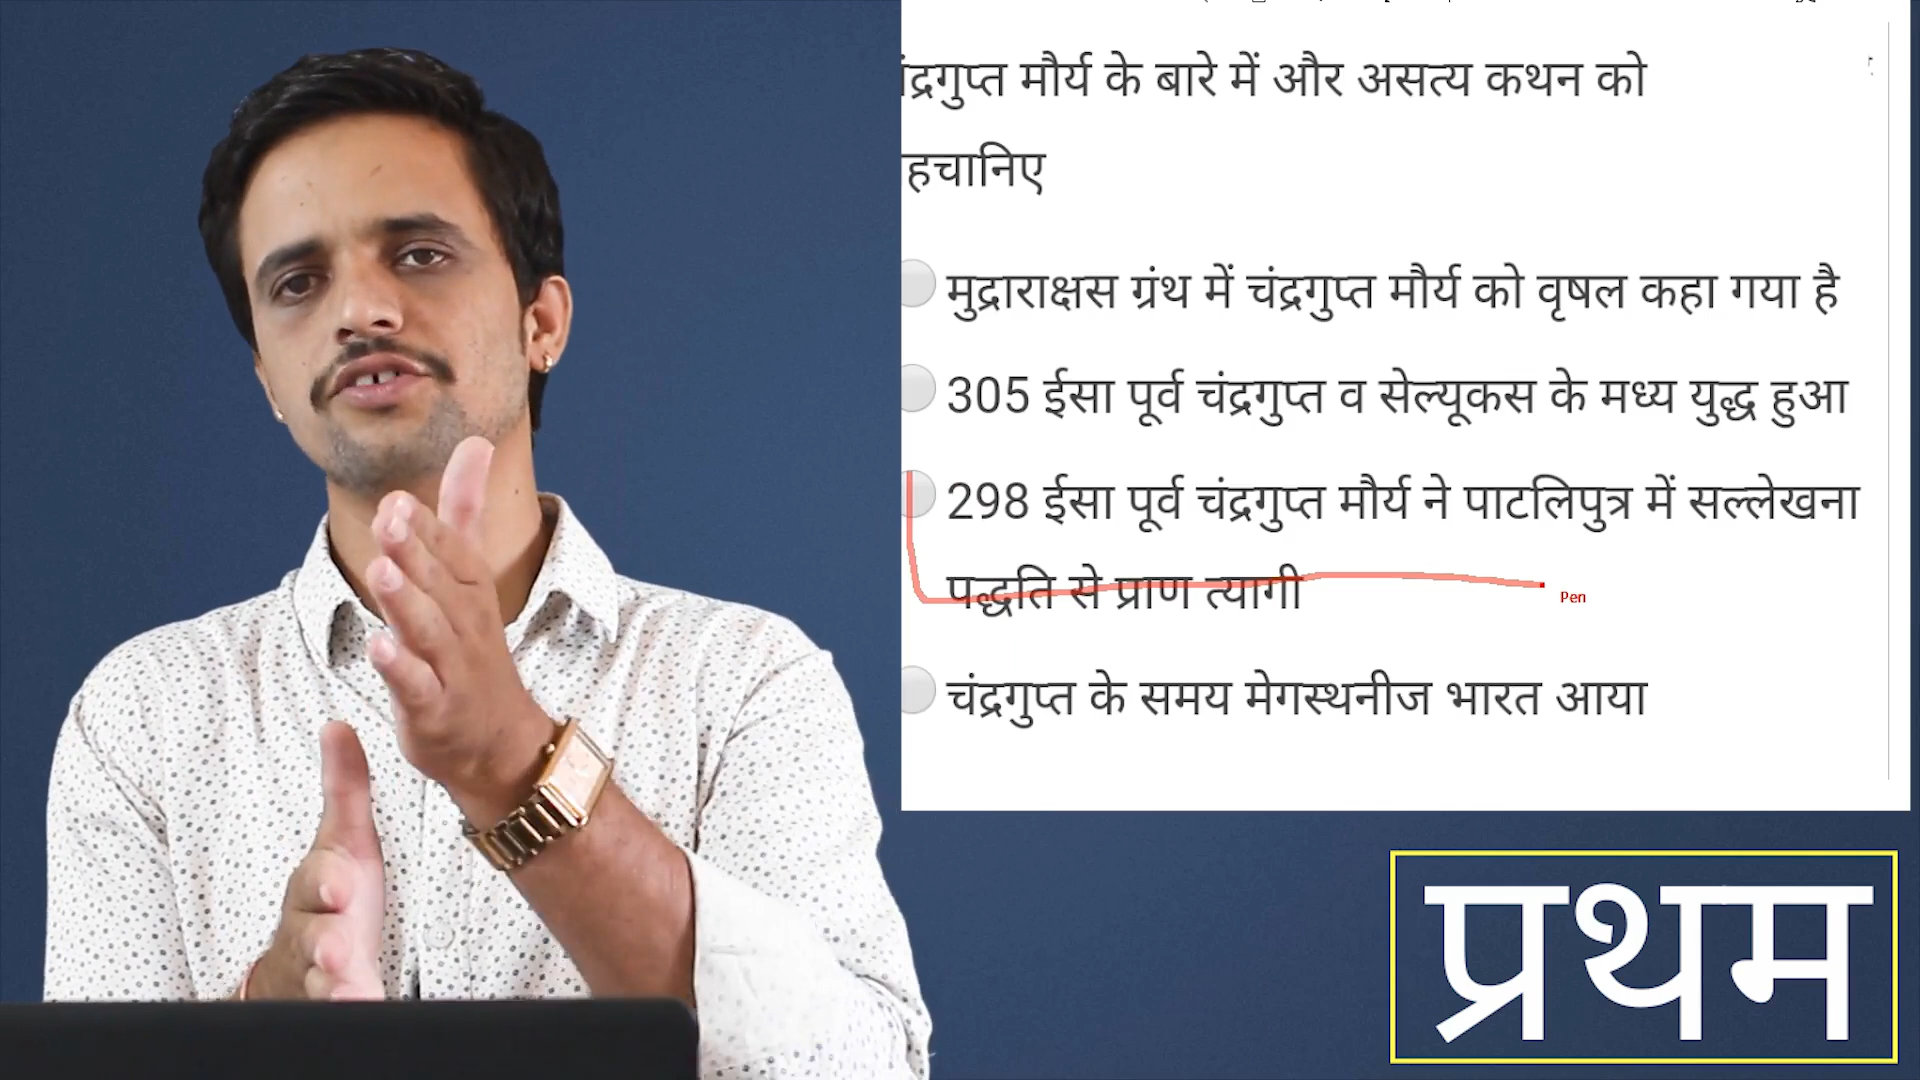 चंद्रगुप्त मौर्य के बारे में और असत्य कथन को
हचानिए
मुद्राराक्षस ग्रंथ में चंद्रगुप्त मौर्य को वृषल कहा गया है
305 ईसा पूर्व चंद्रगुप्त व सेल्यूकस के मध्य युद्ध हुआ
298 ईसा पूर्व चंद्रगुप्त मौर्य ने पाटलिपुत्र में सल्लेखना
पद्धति से प्राण त्यागी
Pen
चंद्रगुप्त के समय मेगस्थनीज भारत आया
प्रथम